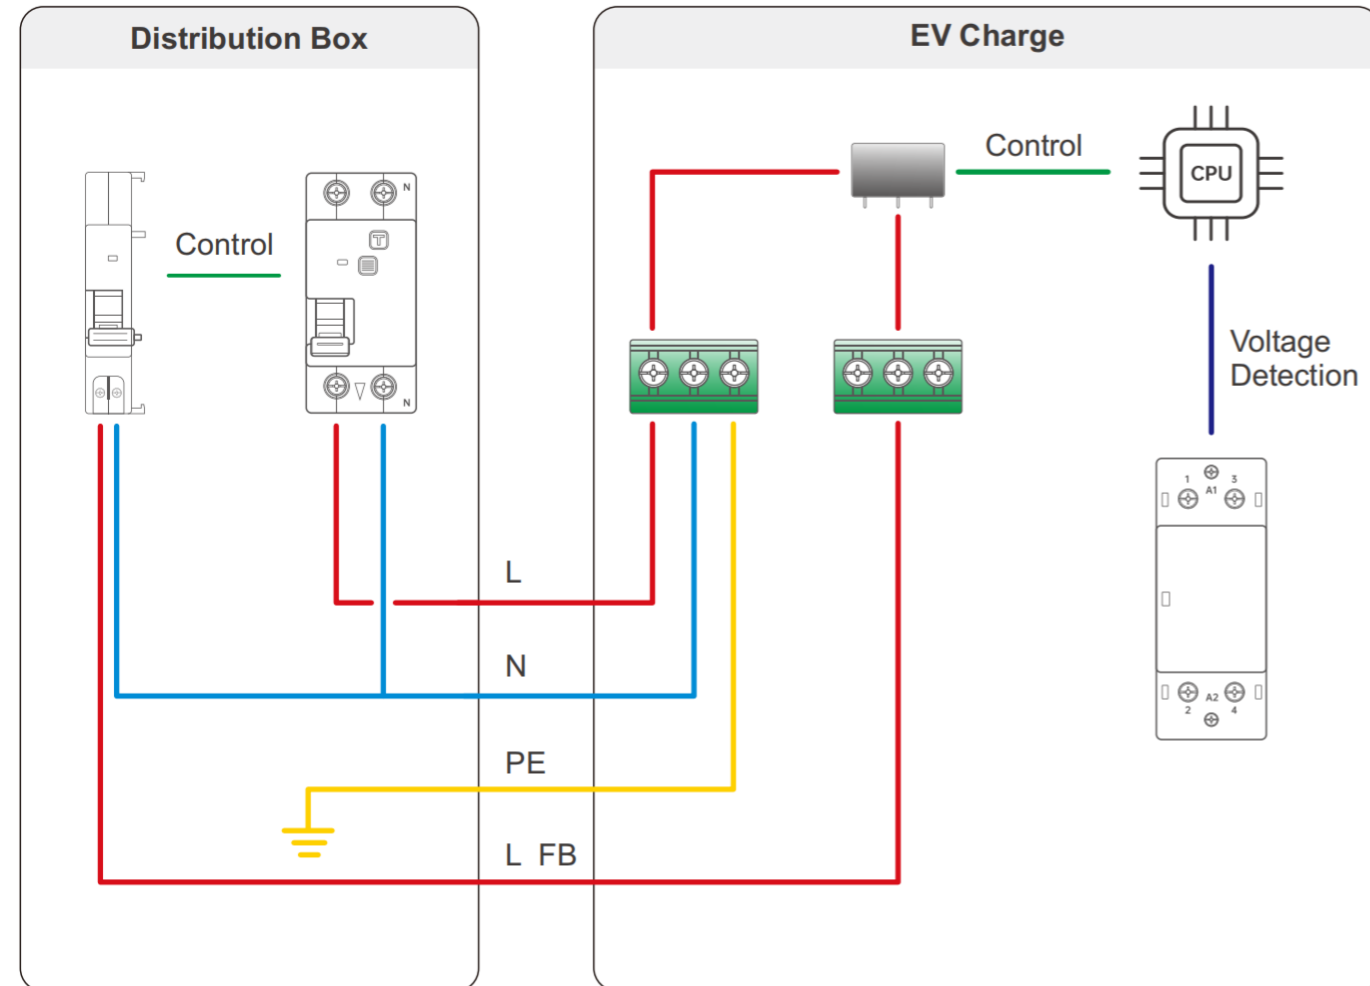 Distribution Box
EV Charge
Control
CPU
Control
N
T
Voltage
Detection
N
1
3
A1
L
N
A2
2
4
PE
L FB